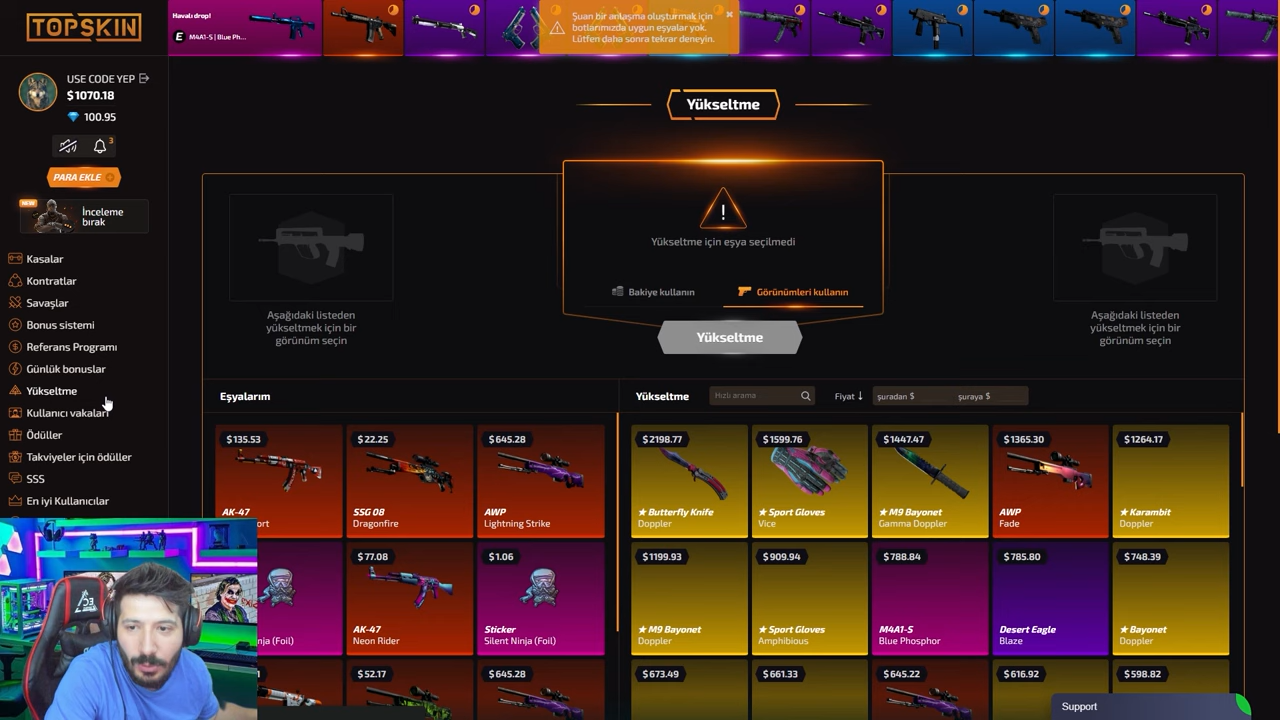 TOPSKIN
Havalı drop!
M4A1-S | Blue Ph...
Şuan bir anlaşma oluşturmak için
botlarımızda uygun eşyalar yok.
Lütfen daha sonra tekrar deneyin.
USE CODE YEP
$1070.18
100.95
3
PARA EKLE
NEW
İnceleme
bırak
Kasalar
Kontratlar
Savaşlar
Bonus sistemi
Referans Programı
Günlük bonuslar
Yükseltme
Kullanıcı vakaları
Ödüller
Takviyeler için ödüller
SSS
En iyi Kullanıcılar
Yükseltme
!
Yükseltme için eşya seçilmedi
Bakiye kullanın
Görünümleri kullanın
Yükseltme
Aşağıdaki listeden
yükseltmek için bir
görünüm seçin
Aşağıdaki listeden
yükseltmek için bir
görünüm seçin
Eşyalarım
$135.53
AK-47
ort
$22.25
SSG 08
Dragonfire
$645.28
AWP
Lightning Strike
nja (Foil)
$77.08
AK-47
Neon Rider
$1.06
Sticker
Silent Ninja (Foil)
$52.17
$645.28
Yükseltme
Hızlı arama
Fiyat
şuradan $
şuraya $
$2198.77
★ Butterfly Knife
Doppler
$1599.76
★ Sport Gloves
Vice
$1447.47
★ M9 Bayonet
Gamma Doppler
$1365.30
AWP
Fade
$1264.17
★ Karambit
Doppler
$1199.93
★ M9 Bayonet
Doppler
$909.94
★ Sport Gloves
Amphibious
$788.84
M4A1-S
Blue Phosphor
$785.80
Desert Eagle
Blaze
$748.39
★ Bayonet
Doppler
$673.49
$661.33
$645.22
$616.92
$598.82
Support